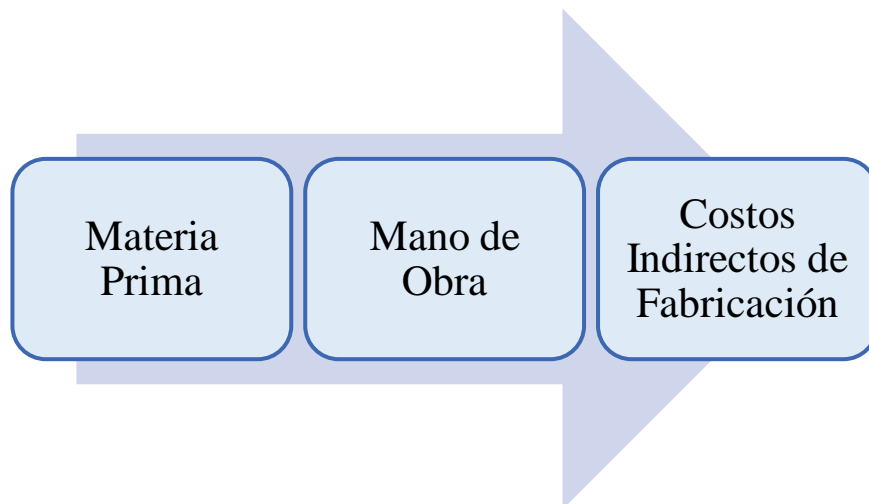 Materia
Prima
Mano de
Obra
Costos
Indirectos de
Fabricación